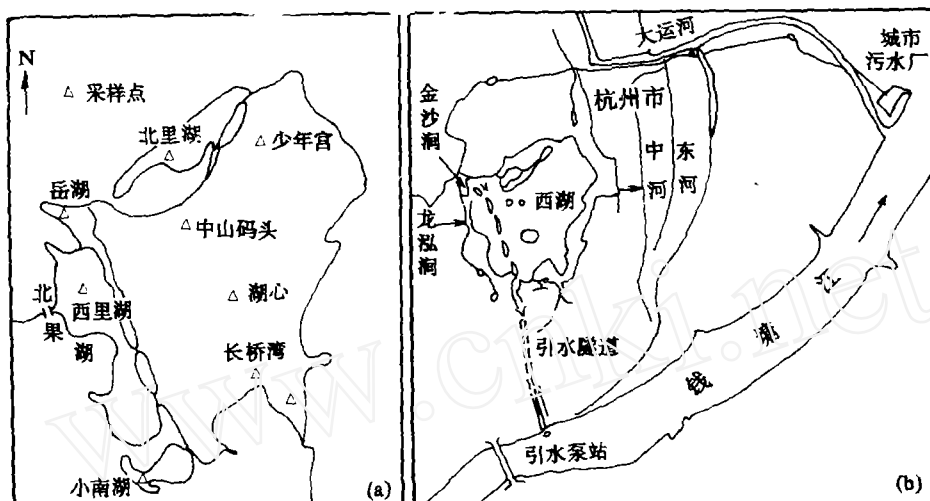 N
采样点
北里湖
少年宫
岳湖
中山码头
北果湖
西里湖
湖心
长桥湾
小南湖
(a)
大运河
城市
污水厂
金沙涧
杭州市
中河
东河
西湖
龙泓涧
引水隧道
钱塘江
引水泵站
(b)
www.cnki.net